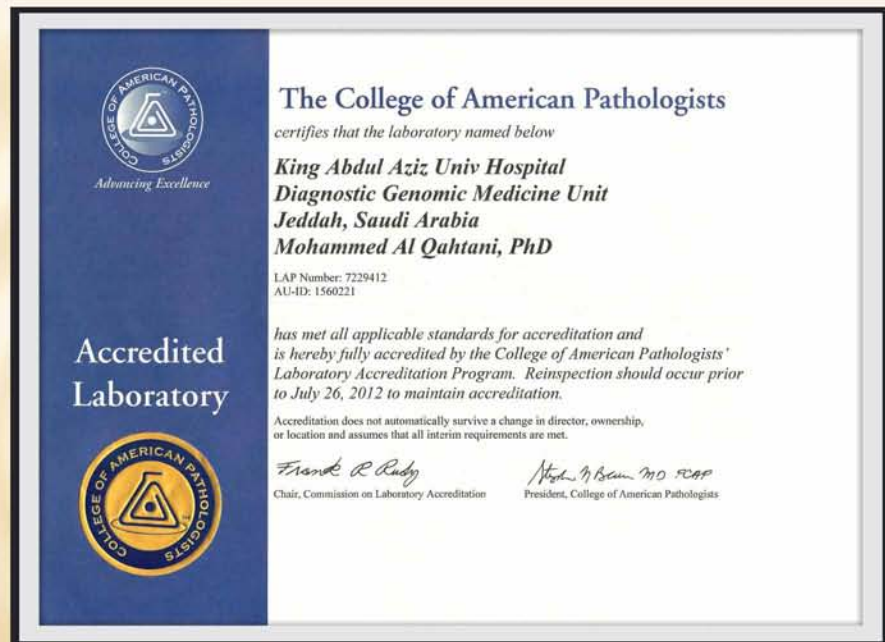 COLLEGE OF AMERICAN PATHOLOGISTS
Advancing Excellence
Accredited
Laboratory
COLLEGE OF AMERICAN PATHOLOGISTS
The College of American Pathologists
certifies that the laboratory named below
King Abdul Aziz Univ Hospital
Diagnostic Genomic Medicine Unit
Jeddah, Saudi Arabia
Mohammed Al Qahtani, PhD
LAP Number: 7229412
AU-ID: 1560221
has met all applicable standards for accreditation and
is hereby fully accredited by the College of American Pathologists'
Laboratory Accreditation Program. Reinspection should occur prior
to July 26, 2012 to maintain accreditation.
Accreditation does not automatically survive a change in director, ownership,
or location and assumes that all interim requirements are met.
Frank R Rudy
Chair, Commission on Laboratory Accreditation
MD FCAP
President, College of American Pathologists